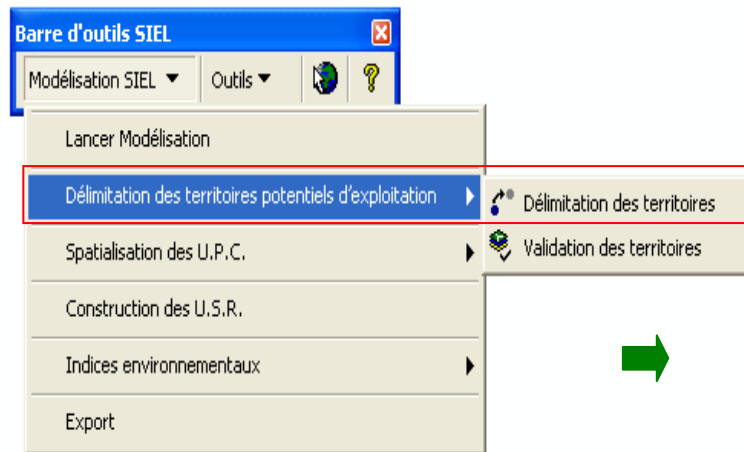 Barre d'outils SIEL
Modélisation SIEL Outils ?
Lancer Modélisation
Délimitation des territoires potentiels d'exploitation
Délimitation des territoires
Validation des territoires
Spatialisation des U.P.C.
Construction des U.S.R.
Indices environnementaux
Export